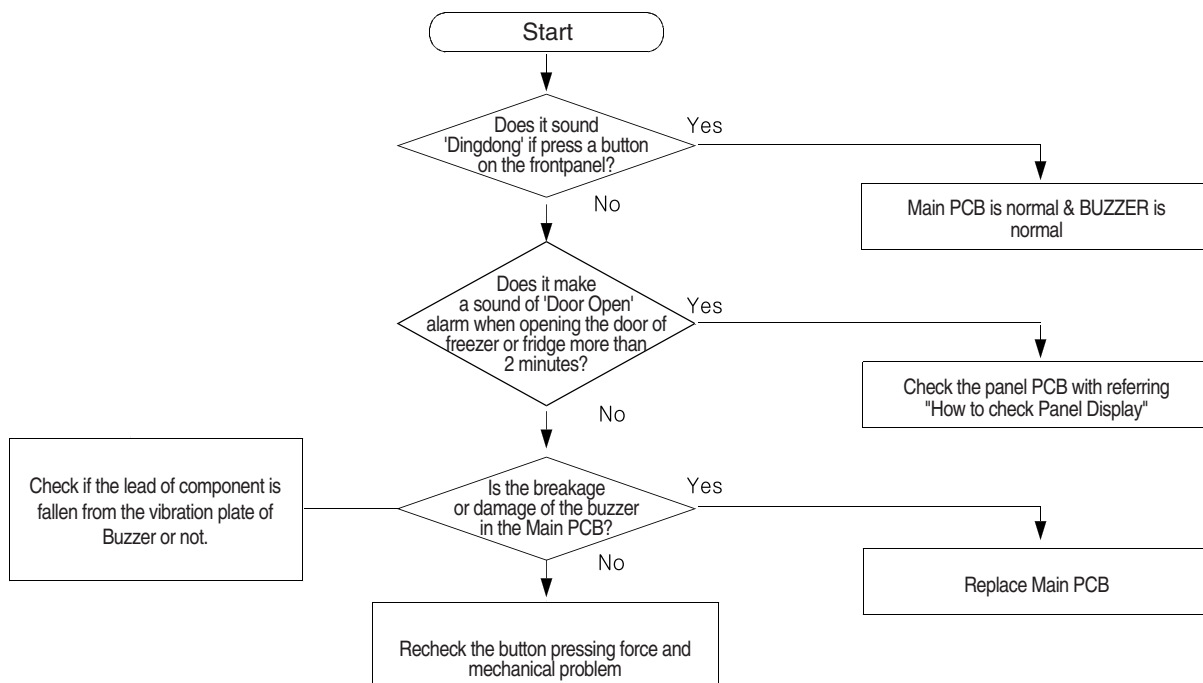 Start
Does it sound
'Dingdong' if press a button
on the frontpanel?
Yes
No
Main PCB is normal & BUZZER is
normal
Does it make
a sound of 'Door Open'
alarm when opening the door of
freezer or fridge more than
2 minutes?
Yes
No
Check the panel PCB with referring
"How to check Panel Display"
Check if the lead of component is
fallen from the vibration plate of
Buzzer or not.
Is the breakage
or damage of the buzzer
in the Main PCB?
Yes
No
Replace Main PCB
Recheck the button pressing force and
mechanical problem